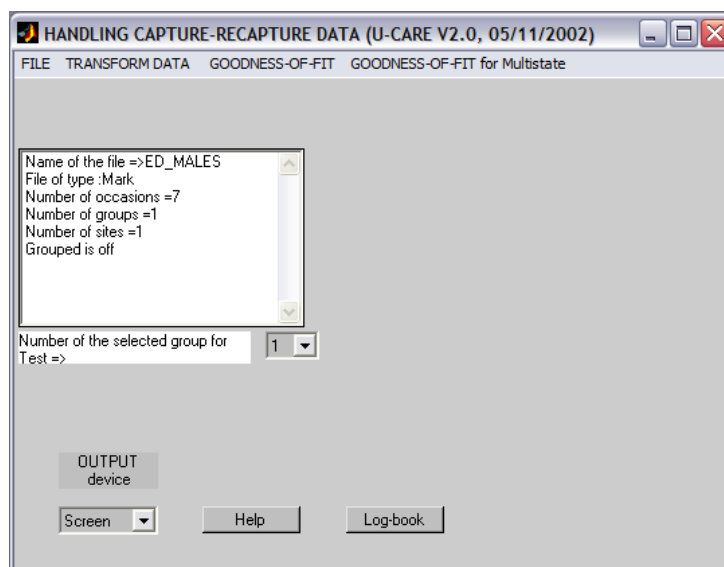 HANDLING CAPTURE-RECAPTURE DATA (U-CARE V2.0, 05/11/2002)
FILE TRANSFORM DATA GOODNESS-OF-FIT GOODNESS-OF-FIT for Multistate
Name of the file =>ED_MALES
File of type :Mark
Number of occasions =7
Number of groups =1
Number of sites =1
Grouped is off
Number of the selected group for
Test =>
1
OUTPUT
device
Screen
Help
Log-book